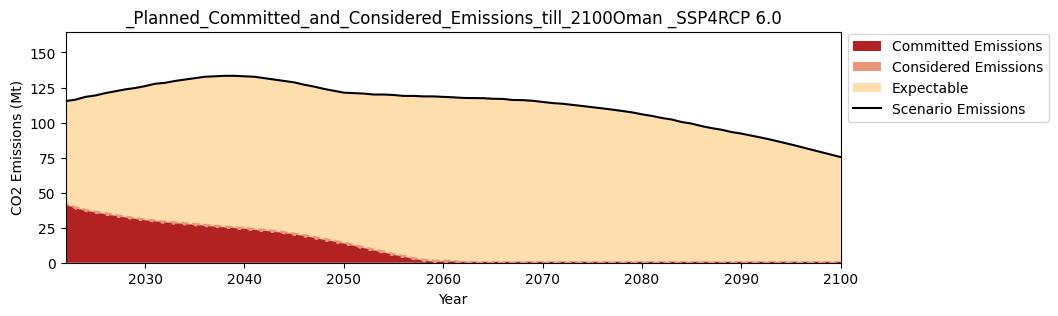 _Planned_Committed_and_Considered_Emissions_till_2100Oman _SSP4RCP 6.0
Committed Emissions
Considered Emissions
Expectable
Scenario Emissions
CO2 Emissions (Mt)
150
125
100
75
50
25
0
2030 2040 2050 2060 2070 2080 2090 2100
Year